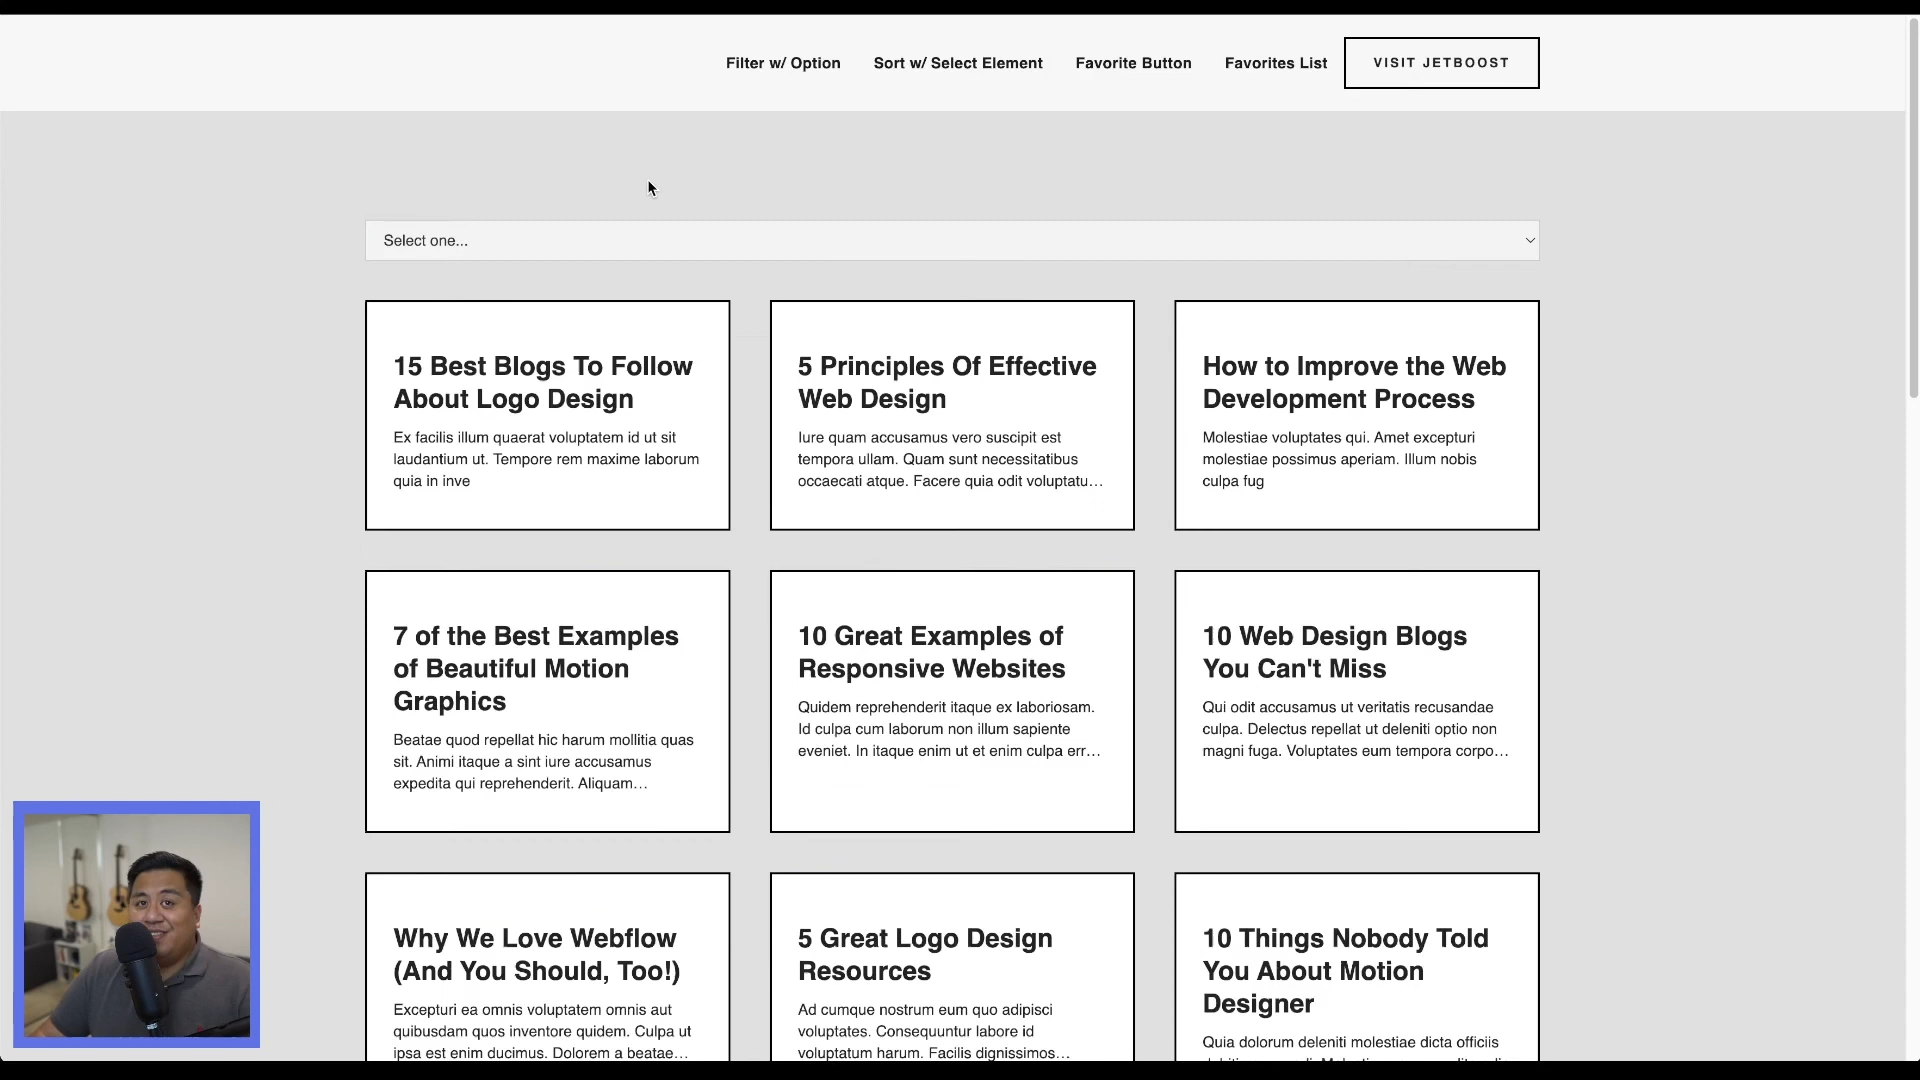 Filter w/ Option
Sort w/ Select Element
Favorite Button
Favorites List
VISIT JETBOOST
Select one...
15 Best Blogs To Follow
About Logo Design
Ex facilis illum quaerat voluptatem id ut sit
laudantium ut. Tempore rem maxime laborum
quia in inve
5 Principles Of Effective
Web Design
Iure quam accusamus vero suscipit est
tempora ullam. Quam sunt necessitatibus
occaecati atque. Facere quia odit voluptatu…
How to Improve the Web
Development Process
Molestiae voluptates qui. Amet excepturi
molestiae possimus aperiam. Illum nobis
culpa fug
7 of the Best Examples
of Beautiful Motion
Graphics
Beatae quod repellat hic harum mollitia quas
sit. Animi itaque a sint iure accusamus
expedita qui reprehenderit. Aliquam…
10 Great Examples of
Responsive Websites
Quidem reprehenderit itaque ex laboriosam.
Id culpa cum laborum non illum sapiente
eveniet. In itaque enim ut et enim culpa err…
10 Web Design Blogs
You Can't Miss
Qui odit accusamus ut veritatis recusandae
culpa. Delectus repellat ut deleniti optio non
magni fuga. Voluptates eum tempora corpo…
Why We Love Webflow
(And You Should, Too!)
Excepturi ea omnis voluptatem omnis aut
quibusdam quos inventore quidem. Culpa ut
ipsa est enim ducimus. Dolorem a beatae…
5 Great Logo Design
Resources
Ad cumque nostrum eum quo adipisci
voluptates. Consequuntur labore id
voluptatum harum. Facilis dignissimos…
10 Things Nobody Told
You About Motion
Designer
Quia dolorum deleniti molestiae dicta officiis